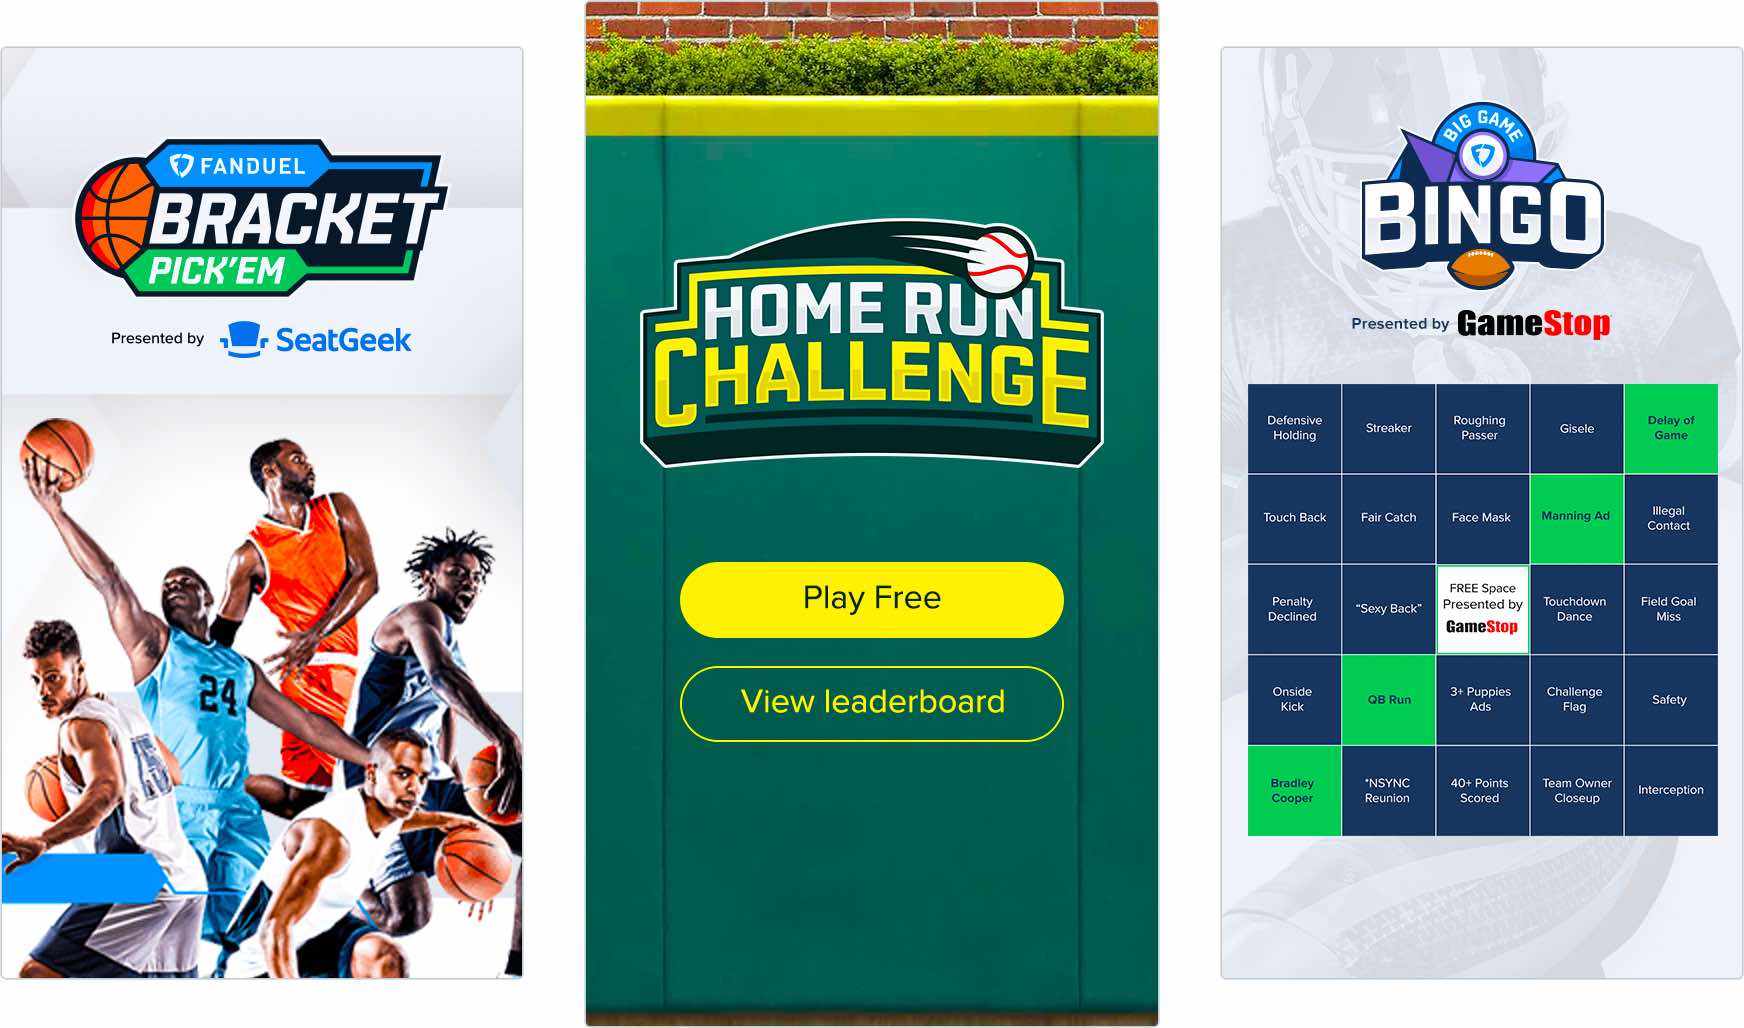 FANDUEL
BRACKET
PICK'EM
Presented by SeatGeek
24
HOME RUN
CHALLENGE
Play Free
View leaderboard
BIG GAME
BINGO
Presented by GameStop
Defensive
Holding
Streaker
Roughing
Passer
Gisele
Delay of
Game
Touch Back
Fair Catch
Face Mask
Manning Ad
Illegal
Contact
Penalty
Declined
“Sexy Back”
FREE Space
Presented by
GameStop
Touchdown
Dance
Field Goal
Miss
Onside
Kick
QB Run
3+ Puppies
Ads
Challenge
Flag
Safety
Bradley
Cooper
*NSYNC
Reunion
40+ Points
Scored
Team Owner
Closeup
Interception